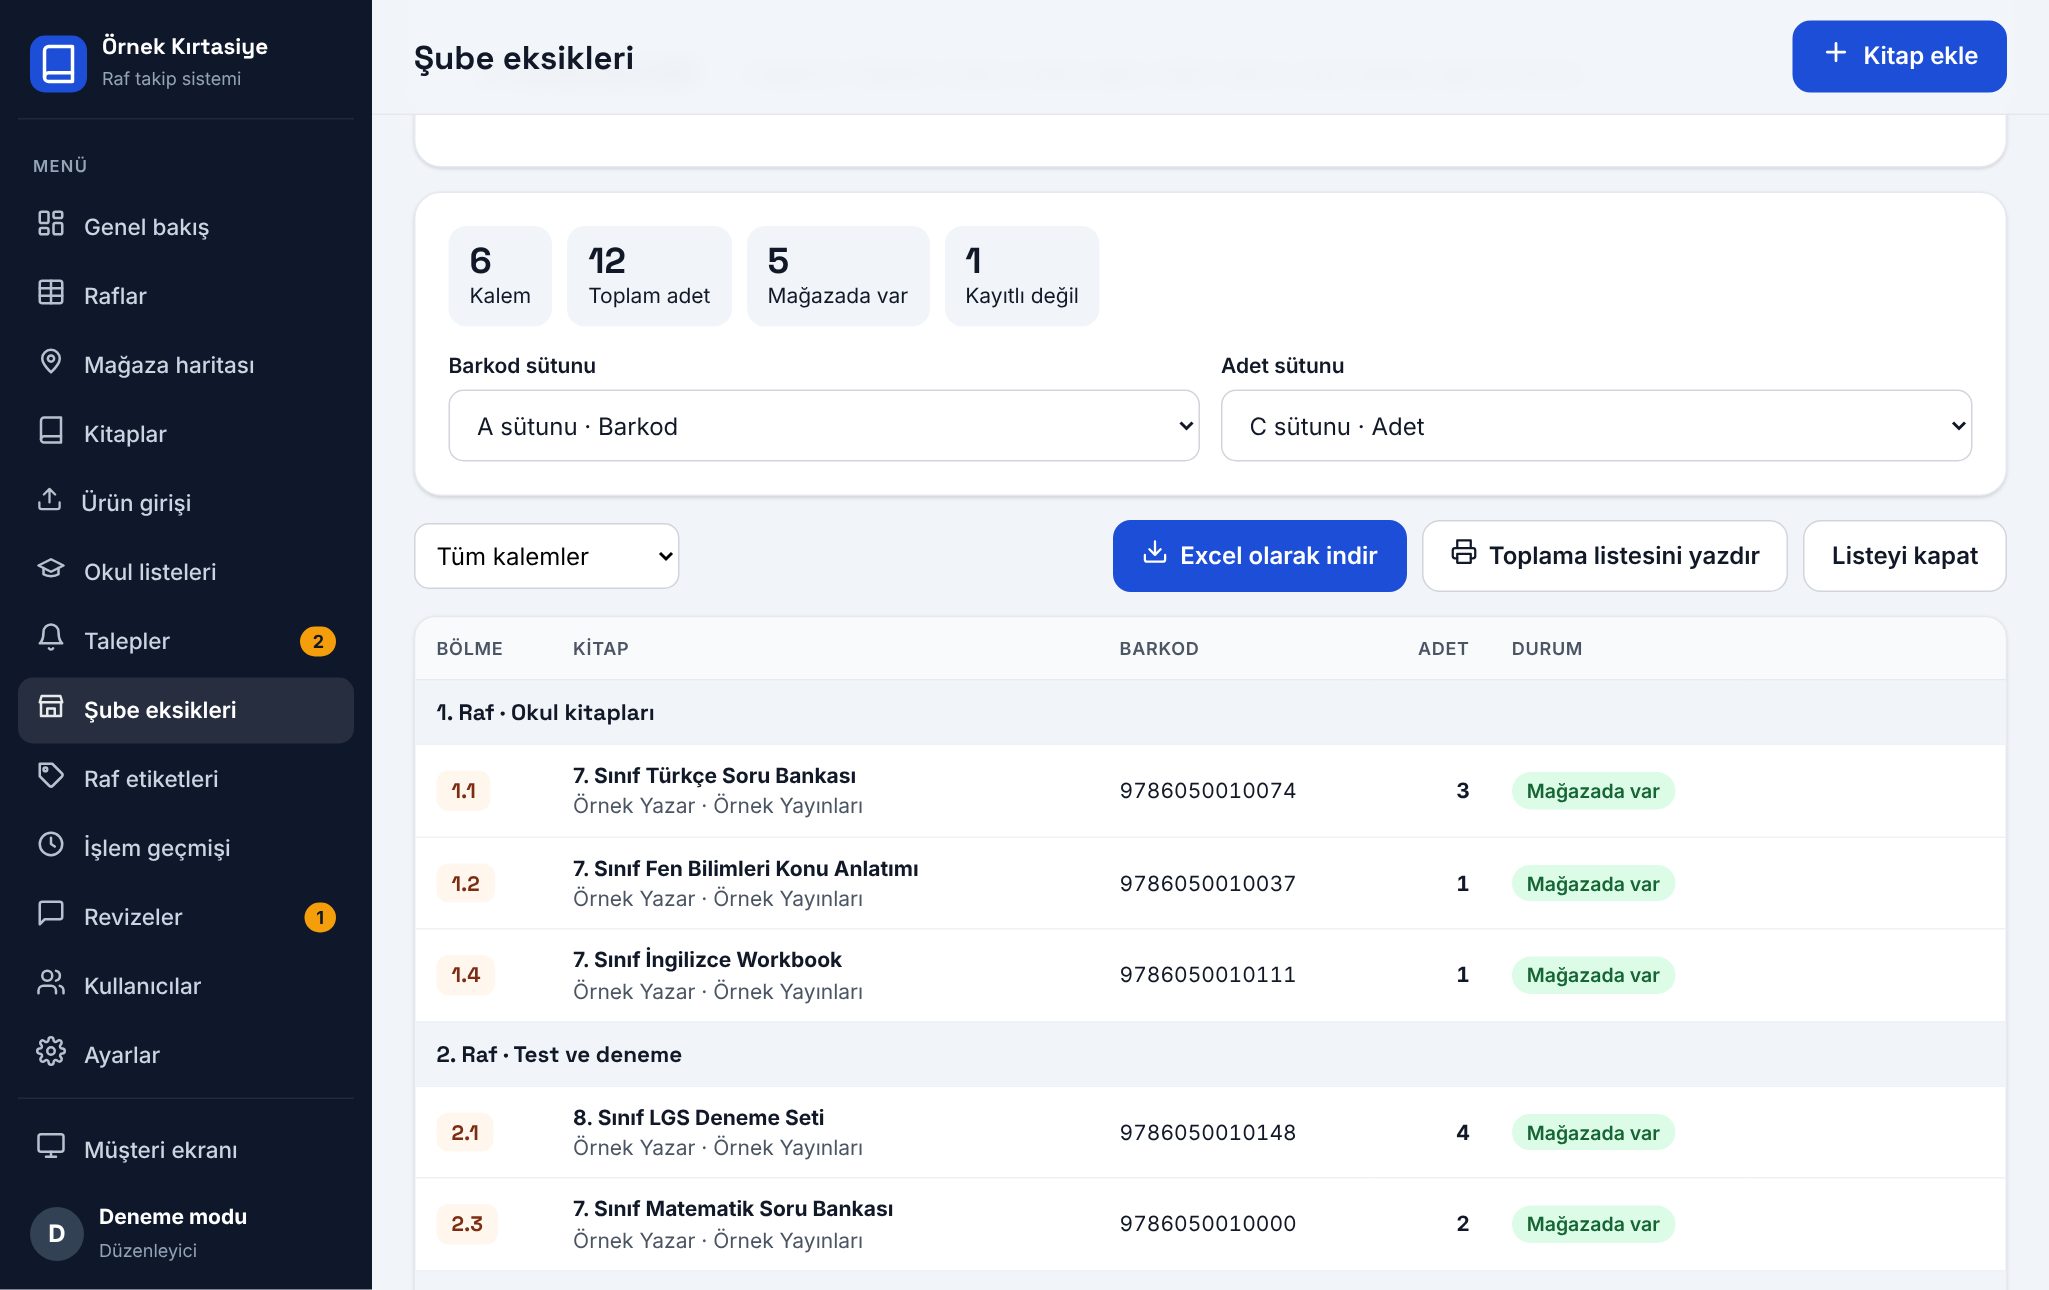 Örnek Kırtasiye
Raf takip sistemi
MENÜ
Genel bakış
Raflar
Mağaza haritası
Kitaplar
Ürün girişi
Okul listeleri
Talepler 2
Şube eksikleri
Raf etiketleri
İşlem geçmişi
Revizeler 1
Kullanıcılar
Ayarlar
Müşteri ekranı
D
Deneme modu
Düzenleyici
Şube eksikleri
Kitap ekle
6
Kalem
12
Toplam adet
5
Mağazada var
1
Kayıtlı değil
Barkod sütunu
A sütunu · Barkod
Adet sütunu
C sütunu · Adet
Tüm kalemler
Excel olarak indir
Toplama listesini yazdır
Listeyi kapat
BÖLME KİTAP BARKOD ADET DURUM
1. Raf · Okul kitapları
1.1 7. Sınıf Türkçe Soru Bankası 9786050010074 3 Mağazada var
Örnek Yazar · Örnek Yayınları
1.2 7. Sınıf Fen Bilimleri Konu Anlatımı 9786050010037 1 Mağazada var
Örnek Yazar · Örnek Yayınları
1.4 7. Sınıf İngilizce Workbook 9786050010111 1 Mağazada var
Örnek Yazar · Örnek Yayınları
2. Raf · Test ve deneme
2.1 8. Sınıf LGS Deneme Seti 9786050010148 4 Mağazada var
Örnek Yazar · Örnek Yayınları
2.3 7. Sınıf Matematik Soru Bankası 9786050010000 2 Mağazada var
Örnek Yazar · Örnek Yayınları